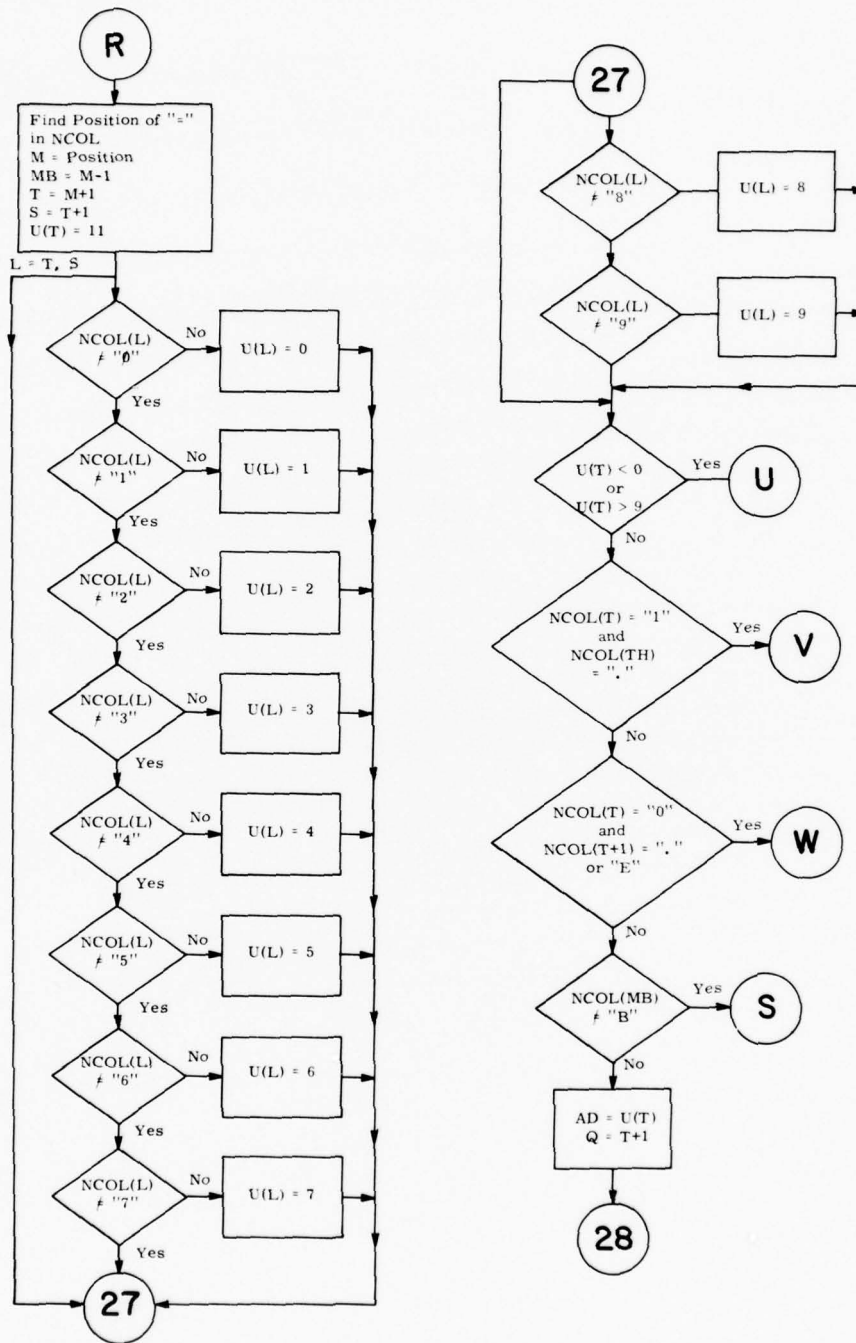 R
Find Position of "="
in NCOL
M = Position
MB = M-1
T = M+1
S = T+1
U(T) = 11
L = T, S
NCOL(L)
≠ "0"
No
U(L) = 0
Yes
NCOL(L)
≠ "1"
No
U(L) = 1
Yes
NCOL(L)
≠ "2"
No
U(L) = 2
Yes
NCOL(L)
≠ "3"
No
U(L) = 3
Yes
NCOL(L)
≠ "4"
No
U(L) = 4
Yes
NCOL(L)
≠ "5"
No
U(L) = 5
Yes
NCOL(L)
≠ "6"
No
U(L) = 6
Yes
NCOL(L)
≠ "7"
No
U(L) = 7
Yes
27
27
NCOL(L)
≠ "8"
U(L) = 8
NCOL(L)
≠ "9"
U(L) = 9
U(T) < 0
or
U(T) > 9
Yes
U
No
NCOL(T) = "1"
and
NCOL(TH)
= "."
Yes
V
No
NCOL(T) = "0"
and
NCOL(T+1) = "."
or "E"
Yes
W
No
NCOL(MB)
≠ "B"
Yes
S
No
AD = U(T)
Q = T+1
28